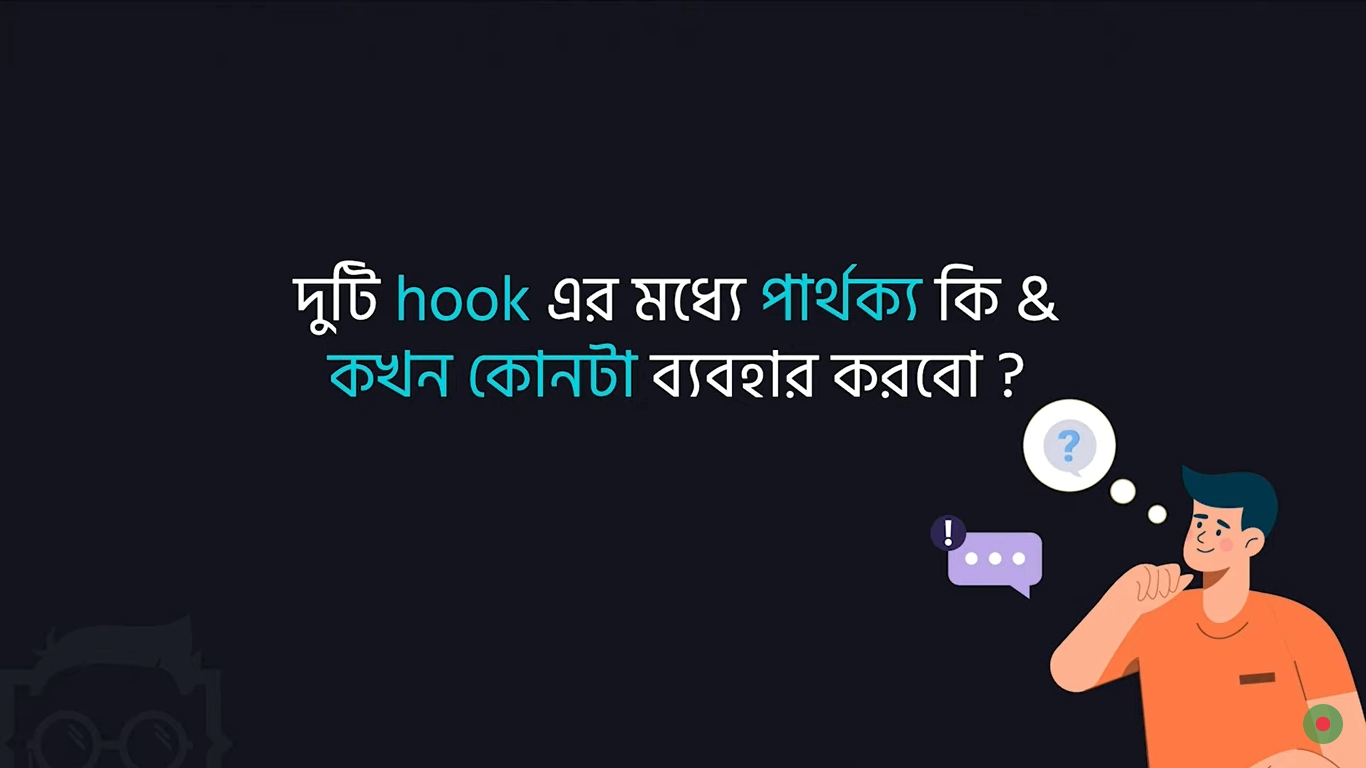 দুটি hook এর মধ্যে পার্থক্য কি &
কখন কোনটা ব্যবহার করবো ?
?
!